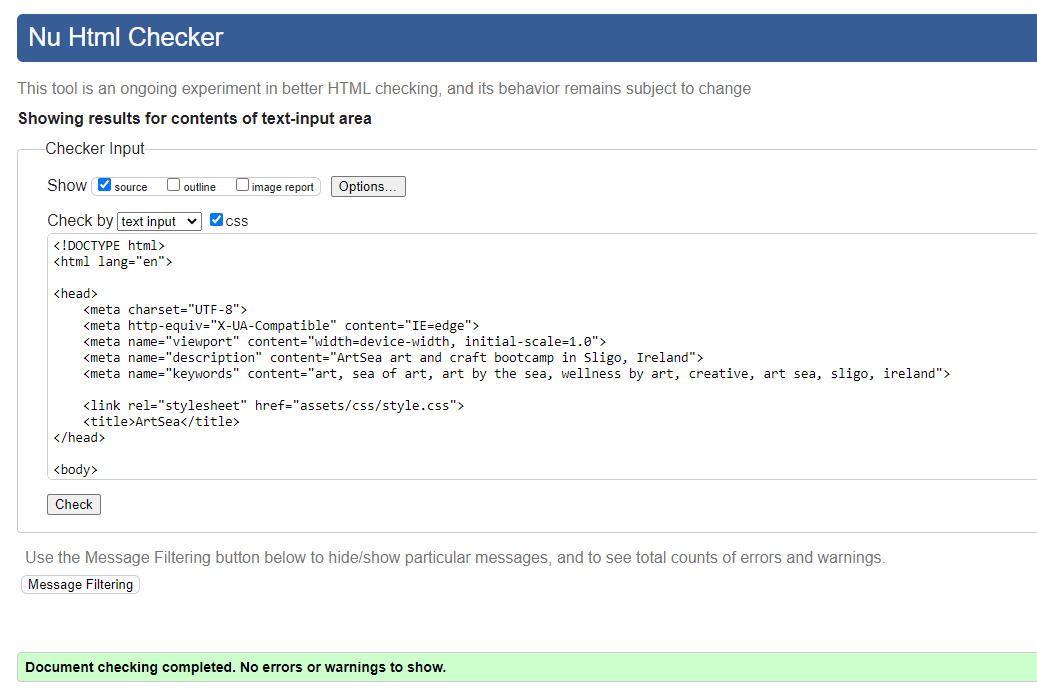 Nu Html Checker
This tool is an ongoing experiment in better HTML checking, and its behavior remains subject to change
Showing results for contents of text-input area
Checker Input
Show source outline image report Options...
Check by text input css
<!DOCTYPE html>
<html lang="en">
<head>
<meta charset="UTF-8">
<meta http-equiv="X-UA-Compatible" content="IE=edge">
<meta name="viewport" content="width=device-width, initial-scale=1.0">
<meta name="description" content="ArtSea art and craft bootcamp in Sligo, Ireland">
<meta name="keywords" content="art, sea of art, art by the sea, wellness by art, creative, art sea, sligo, ireland">
<link rel="stylesheet" href="assets/css/style.css">
<title>ArtSea</title>
</head>
<body>
Check
Use the Message Filtering button below to hide/show particular messages, and to see total counts of errors and warnings.
Message Filtering
Document checking completed. No errors or warnings to show.